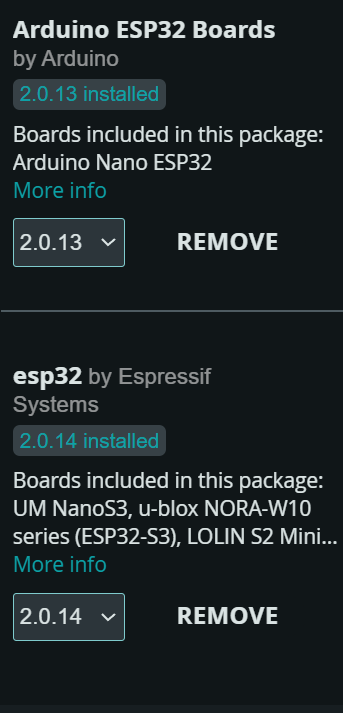 Arduino ESP32 Boards
by Arduino
2.0.13 installed
Boards included in this package:
Arduino Nano ESP32
More info
2.0.13
REMOVE
esp32 by Espressif
Systems
2.0.14 installed
Boards included in this package:
UM NanoS3, u-blox NORA-W10
series (ESP32-S3), LOLIN S2 Mini...
More info
2.0.14
REMOVE